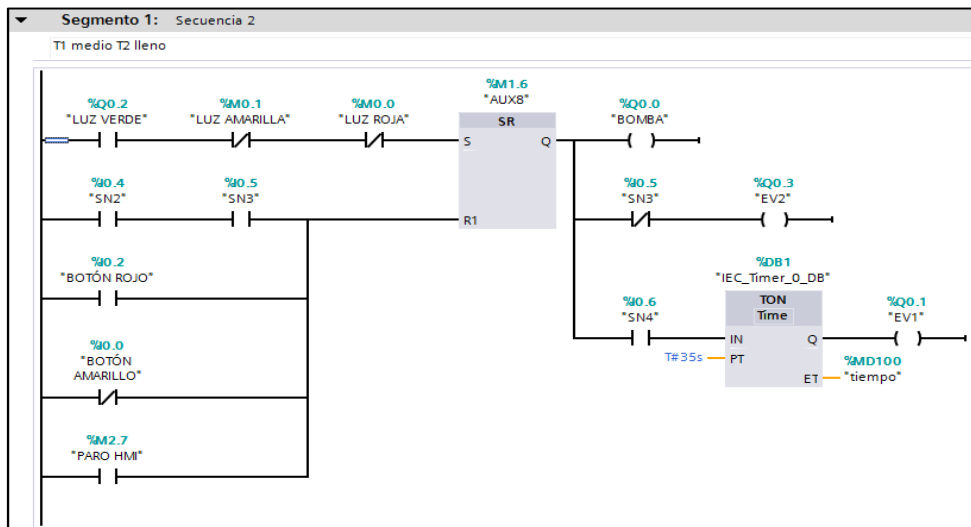 Segmento 1: Secuencia 2
T1 medio T2 lleno
%M1.6
"AUX8"
%Q0.2
"LUZ VERDE"
%M0.1
"LUZ AMARILLA"
%M0.0
"LUZ ROJA"
SR
%Q0.0
"BOMBA"
S
Q
%I0.4
"SN2"
%I0.5
"SN3"
R1
%I0.5
"SN3"
%Q0.3
"EV2"
%I0.2
"BOTÓN ROJO"
%DB1
"IEC_Timer_0_DB"
%I0.6
"SN4"
TON
Time
%Q0.1
"EV1"
IN
Q
T#35s
PT
ET
%MD100
"tiempo"
%I0.0
"BOTÓN
AMARILLO"
%M2.7
"PARO HMI"